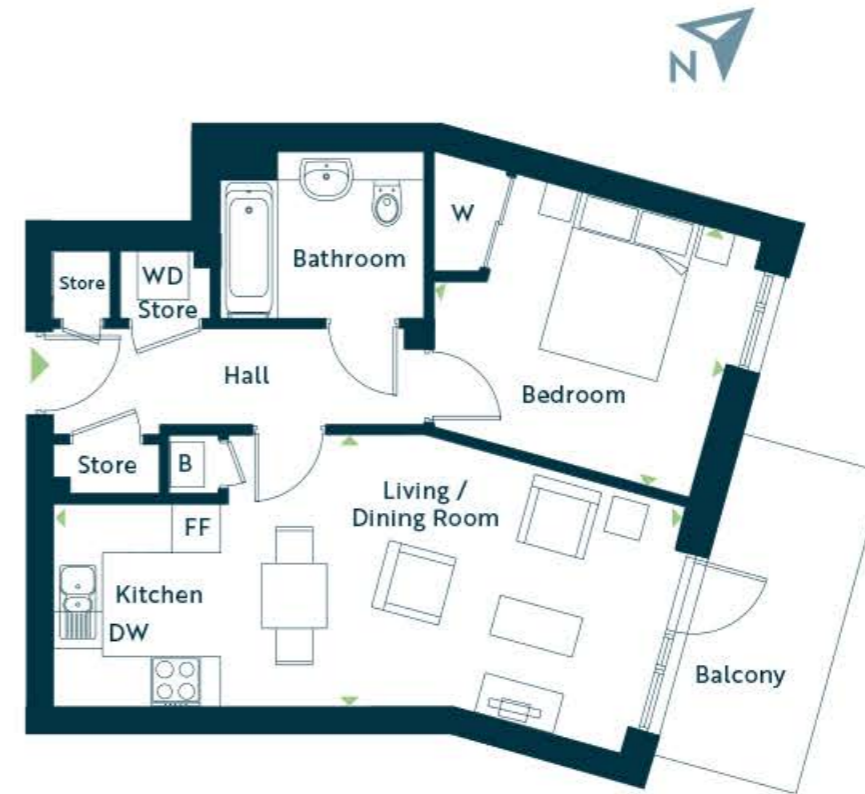 N
Store
WD
Store
Bathroom
W
Hall
Bedroom
Store
B
Living /
Dining Room
FF
Kitchen
DW
Balcony